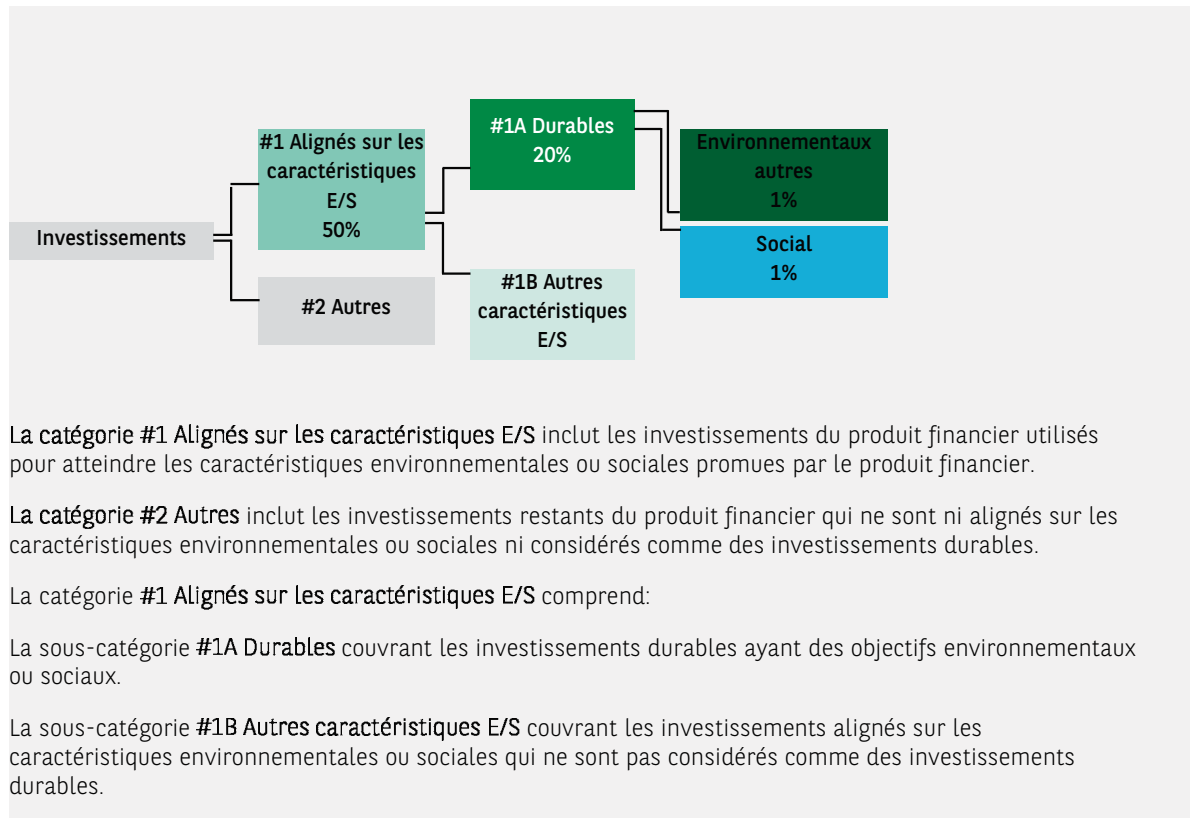 #1A Durables
20%
#1 Alignés sur les
caractéristiques
E/S
50%
Environnementaux
autres
1%
Investissements
Social
1%
#2 Autres
#1B Autres
caractéristiques
E/S
La catégorie #1 Alignés sur les caractéristiques E/S inclut les investissements du produit financier utilisés
pour atteindre les caractéristiques environnementales ou sociales promues par le produit financier.
La catégorie #2 Autres inclut les investissements restants du produit financier qui ne sont ni alignés sur les
caractéristiques environnementales ou sociales ni considérés comme des investissements durables.
La catégorie #1 Alignés sur les caractéristiques E/S comprend:
La sous-catégorie #1A Durables couvrant les investissements durables ayant des objectifs environnementaux
ou sociaux.
La sous-catégorie #1B Autres caractéristiques E/S couvrant les investissements alignés sur les
caractéristiques environnementales ou sociales qui ne sont pas considérés comme des investissements
durables.